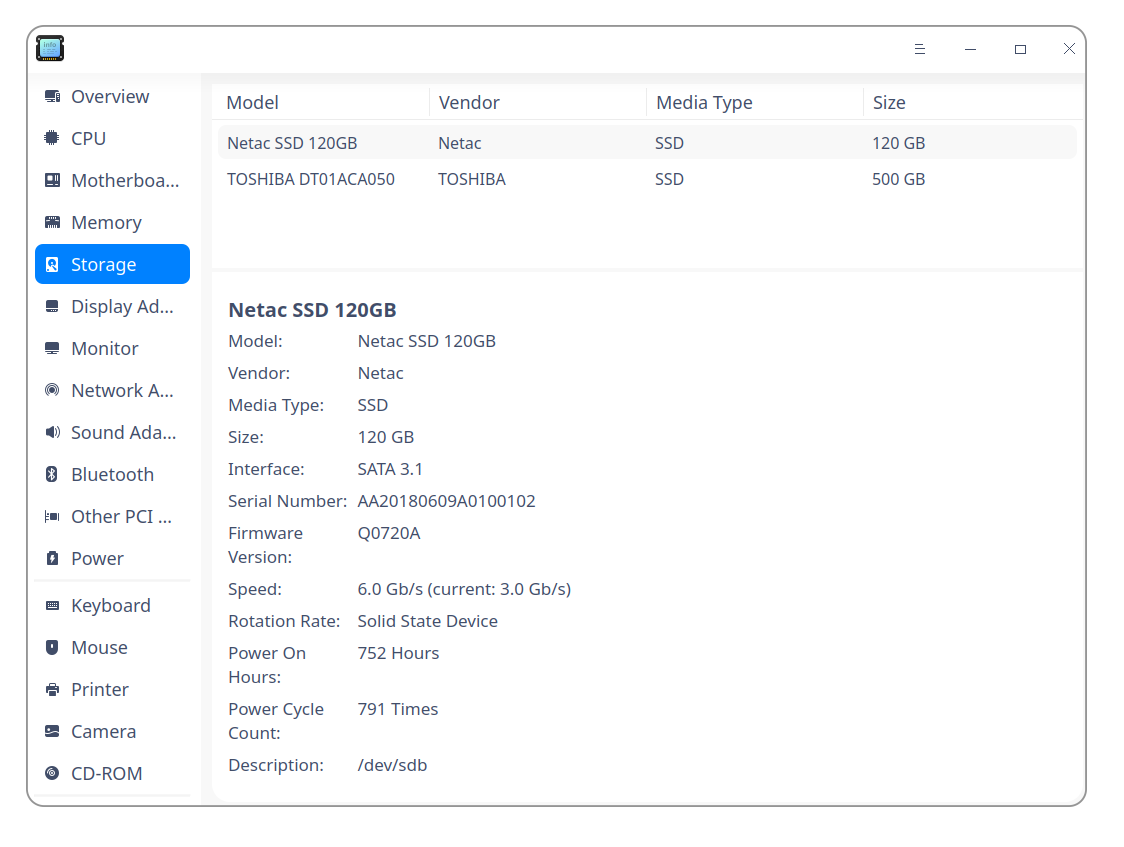 info
Overview
CPU
Motherboa...
Memory
Storage
Display Ad...
Monitor
Network A...
Sound Ada...
Bluetooth
Other PCI ...
Power
Keyboard
Mouse
Printer
Camera
CD-ROM
Model Vendor Media Type Size
Netac SSD 120GB Netac SSD 120 GB
TOSHIBA DT01ACA050 TOSHIBA SSD 500 GB
Netac SSD 120GB
Model: Netac SSD 120GB
Vendor: Netac
Media Type: SSD
Size: 120 GB
Interface: SATA 3.1
Serial Number: AA20180609A0100102
Firmware Q0720A
Version:
Speed: 6.0 Gb/s (current: 3.0 Gb/s)
Rotation Rate: Solid State Device
Power On 752 Hours
Hours:
Power Cycle 791 Times
Count:
Description: /dev/sdb